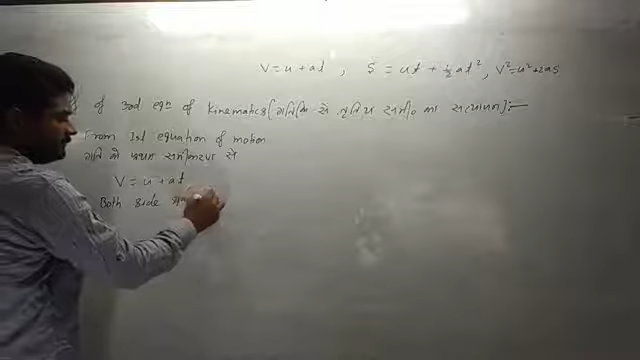 V = u + at , S = ut + ½ at² , V² = u² + 2as
of 3rd eqn of Kinematics [गति के तृतीय समी० का सत्यापन] :—
From Ist equation of motion
गति के प्रथम समीकरण से
V = u + at
Both side